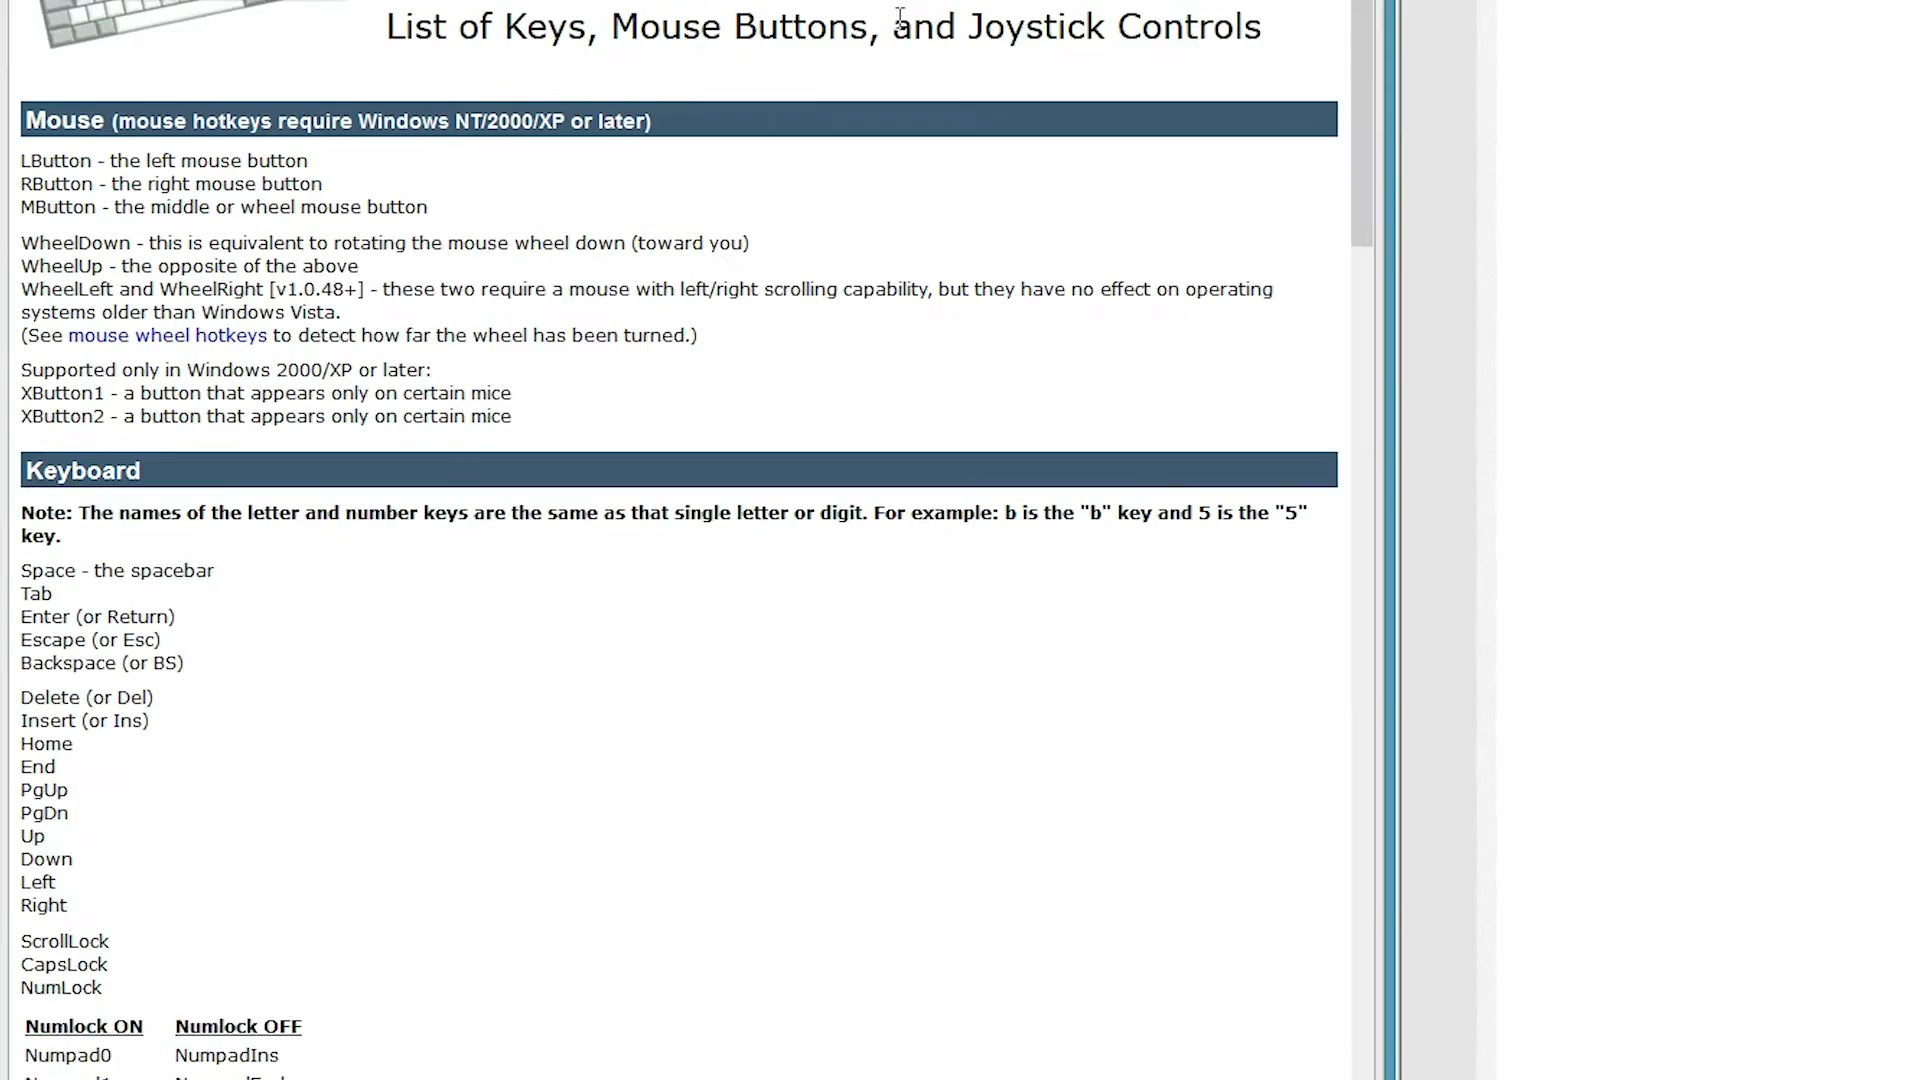 List of Keys, Mouse Buttons, and Joystick Controls
Mouse (mouse hotkeys require Windows NT/2000/XP or later)
LButton - the left mouse button
RButton - the right mouse button
MButton - the middle or wheel mouse button
WheelDown - this is equivalent to rotating the mouse wheel down (toward you)
WheelUp - the opposite of the above
WheelLeft and WheelRight [v1.0.48+] - these two require a mouse with left/right scrolling capability, but they have no effect on operating
systems older than Windows Vista.
(See mouse wheel hotkeys to detect how far the wheel has been turned.)
Supported only in Windows 2000/XP or later:
XButton1 - a button that appears only on certain mice
XButton2 - a button that appears only on certain mice
Keyboard
Note: The names of the letter and number keys are the same as that single letter or digit. For example: b is the "b" key and 5 is the "5"
key.
Space - the spacebar
Tab
Enter (or Return)
Escape (or Esc)
Backspace (or BS)
Delete (or Del)
Insert (or Ins)
Home
End
PgUp
PgDn
Up
Down
Left
Right
ScrollLock
CapsLock
NumLock
Numlock ON Numlock OFF
Numpad0 NumpadIns